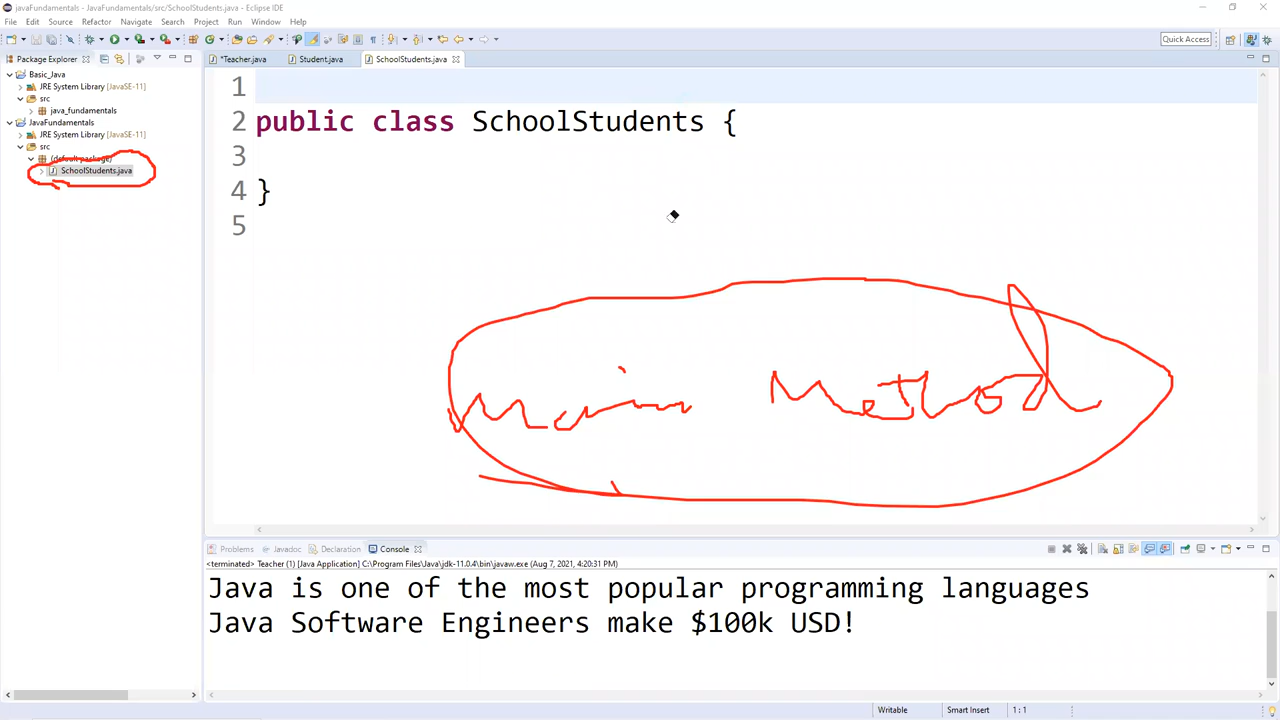 javaFundamentals - JavaFundamentals/src/SchoolStudents.java - Eclipse IDE
File Edit Source Refactor Navigate Search Project Run Window Help
Quick Access
Package Explorer
*Teacher.java Student.java SchoolStudents.java
Basic_Java
JRE System Library [JavaSE-11]
src
java_fundamentals
JavaFundamentals
JRE System Library [JavaSE-11]
src
(default package)
SchoolStudents.java
1
2 public class SchoolStudents {
3
4 }
5
Main Method
Problems Javadoc Declaration Console
<terminated> Teacher (1) [Java Application] C:\Program Files\Java\jdk-11.0.4\bin\javaw.exe (Aug 7, 2021, 4:20:31 PM)
Java is one of the most popular programming languages
Java Software Engineers make $100k USD!
Writable Smart Insert 1 : 1